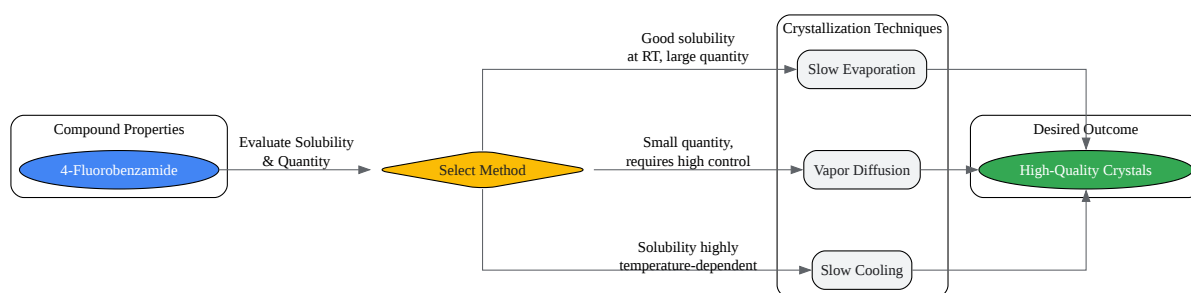 Compound Properties
4-Fluorobenzamide
Evaluate Solubility
& Quantity
Select Method
Good solubility
at RT, large quantity
Small quantity,
requires high control
Solubility highly
temperature-dependent
Crystallization Techniques
Slow Evaporation
Vapor Diffusion
Slow Cooling
Desired Outcome
High-Quality Crystals